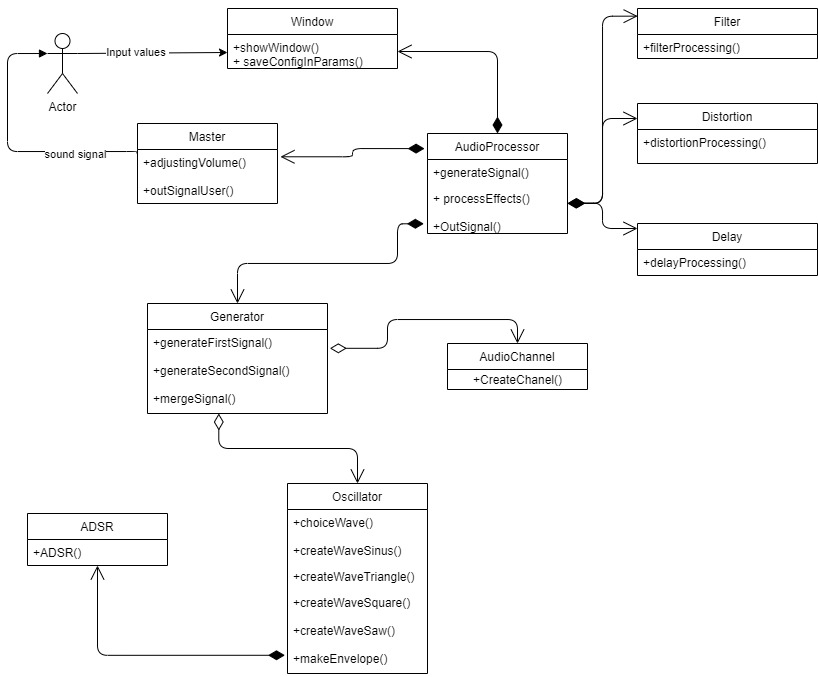 Window
+showWindow()
+ saveConfigInParams()
Filter
+filterProcessing()
Input values
Actor
Master
+adjustingVolume()
+outSignalUser()
sound signal
AudioProcessor
+generateSignal()
+ processEffects()
+OutSignal()
Distortion
+distortionProcessing()
Delay
+delayProcessing()
Generator
+generateFirstSignal()
+generateSecondSignal()
+mergeSignal()
AudioChannel
+CreateChanel()
Oscillator
+choiceWave()
+createWaveSinus()
+createWaveTriangle()
+createWaveSquare()
+createWaveSaw()
+makeEnvelope()
ADSR
+ADSR()